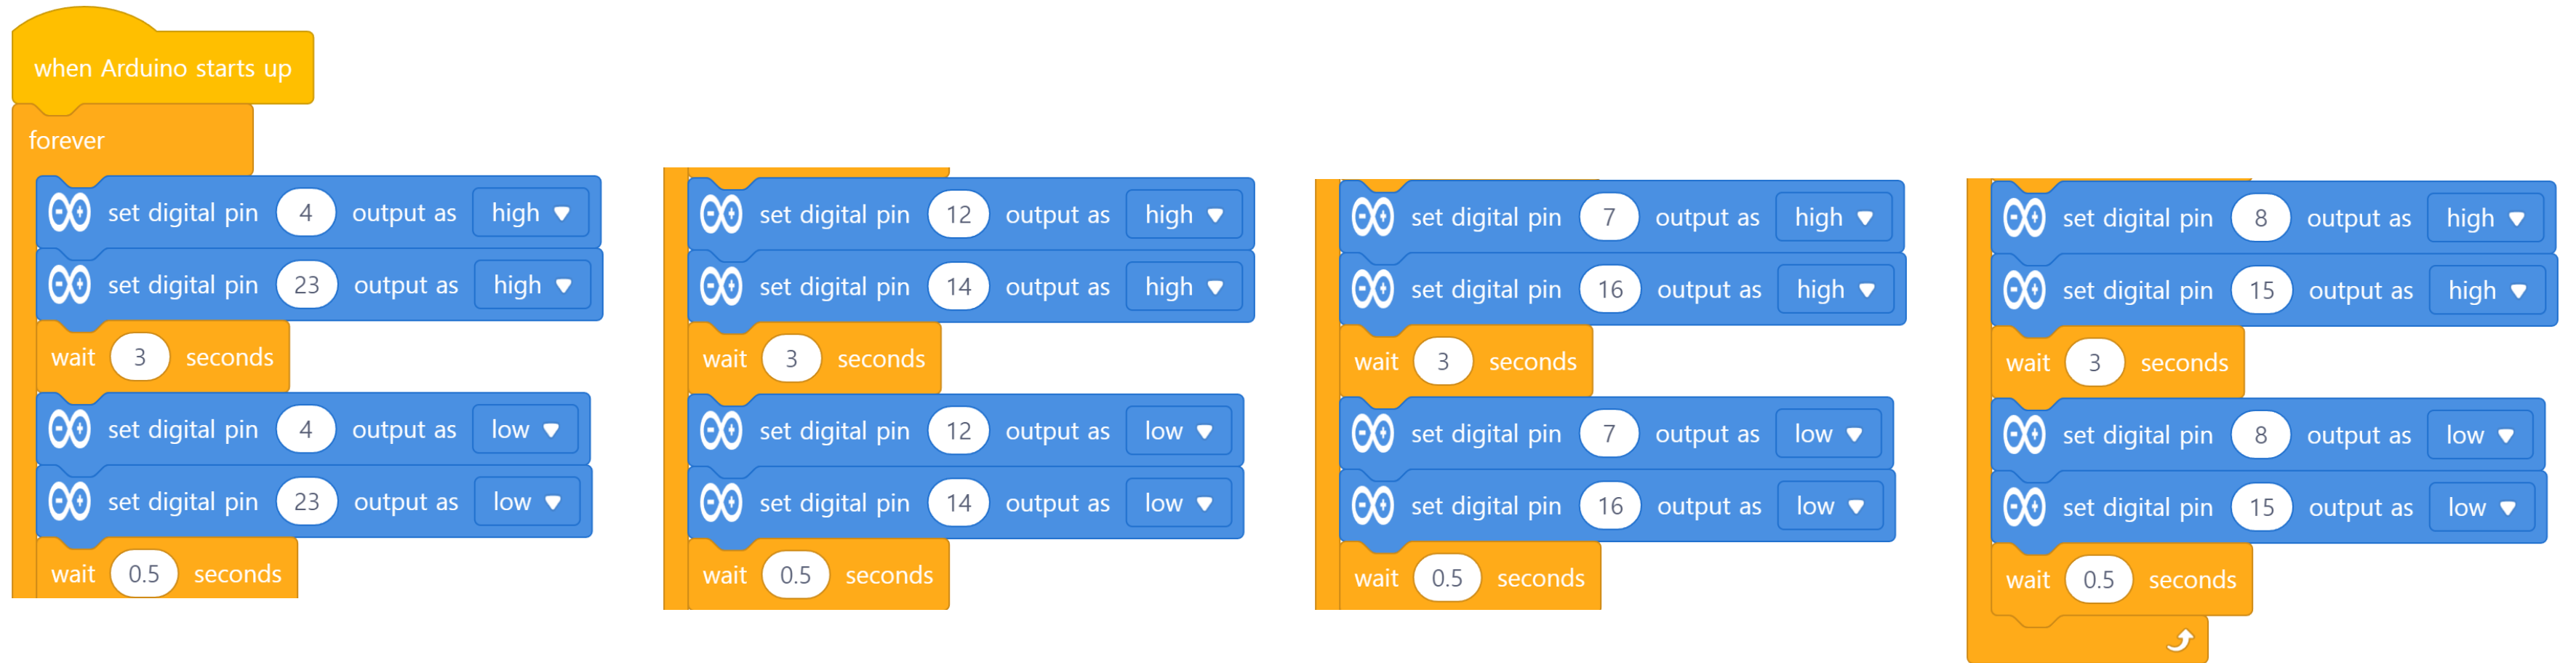 when Arduino starts up
forever
set digital pin 4 output as high
set digital pin 23 output as high
wait 3 seconds
set digital pin 4 output as low
set digital pin 23 output as low
wait 0.5 seconds
set digital pin 12 output as high
set digital pin 14 output as high
wait 3 seconds
set digital pin 12 output as low
set digital pin 14 output as low
wait 0.5 seconds
set digital pin 7 output as high
set digital pin 16 output as high
wait 3 seconds
set digital pin 7 output as low
set digital pin 16 output as low
wait 0.5 seconds
set digital pin 8 output as high
set digital pin 15 output as high
wait 3 seconds
set digital pin 8 output as low
set digital pin 15 output as low
wait 0.5 seconds